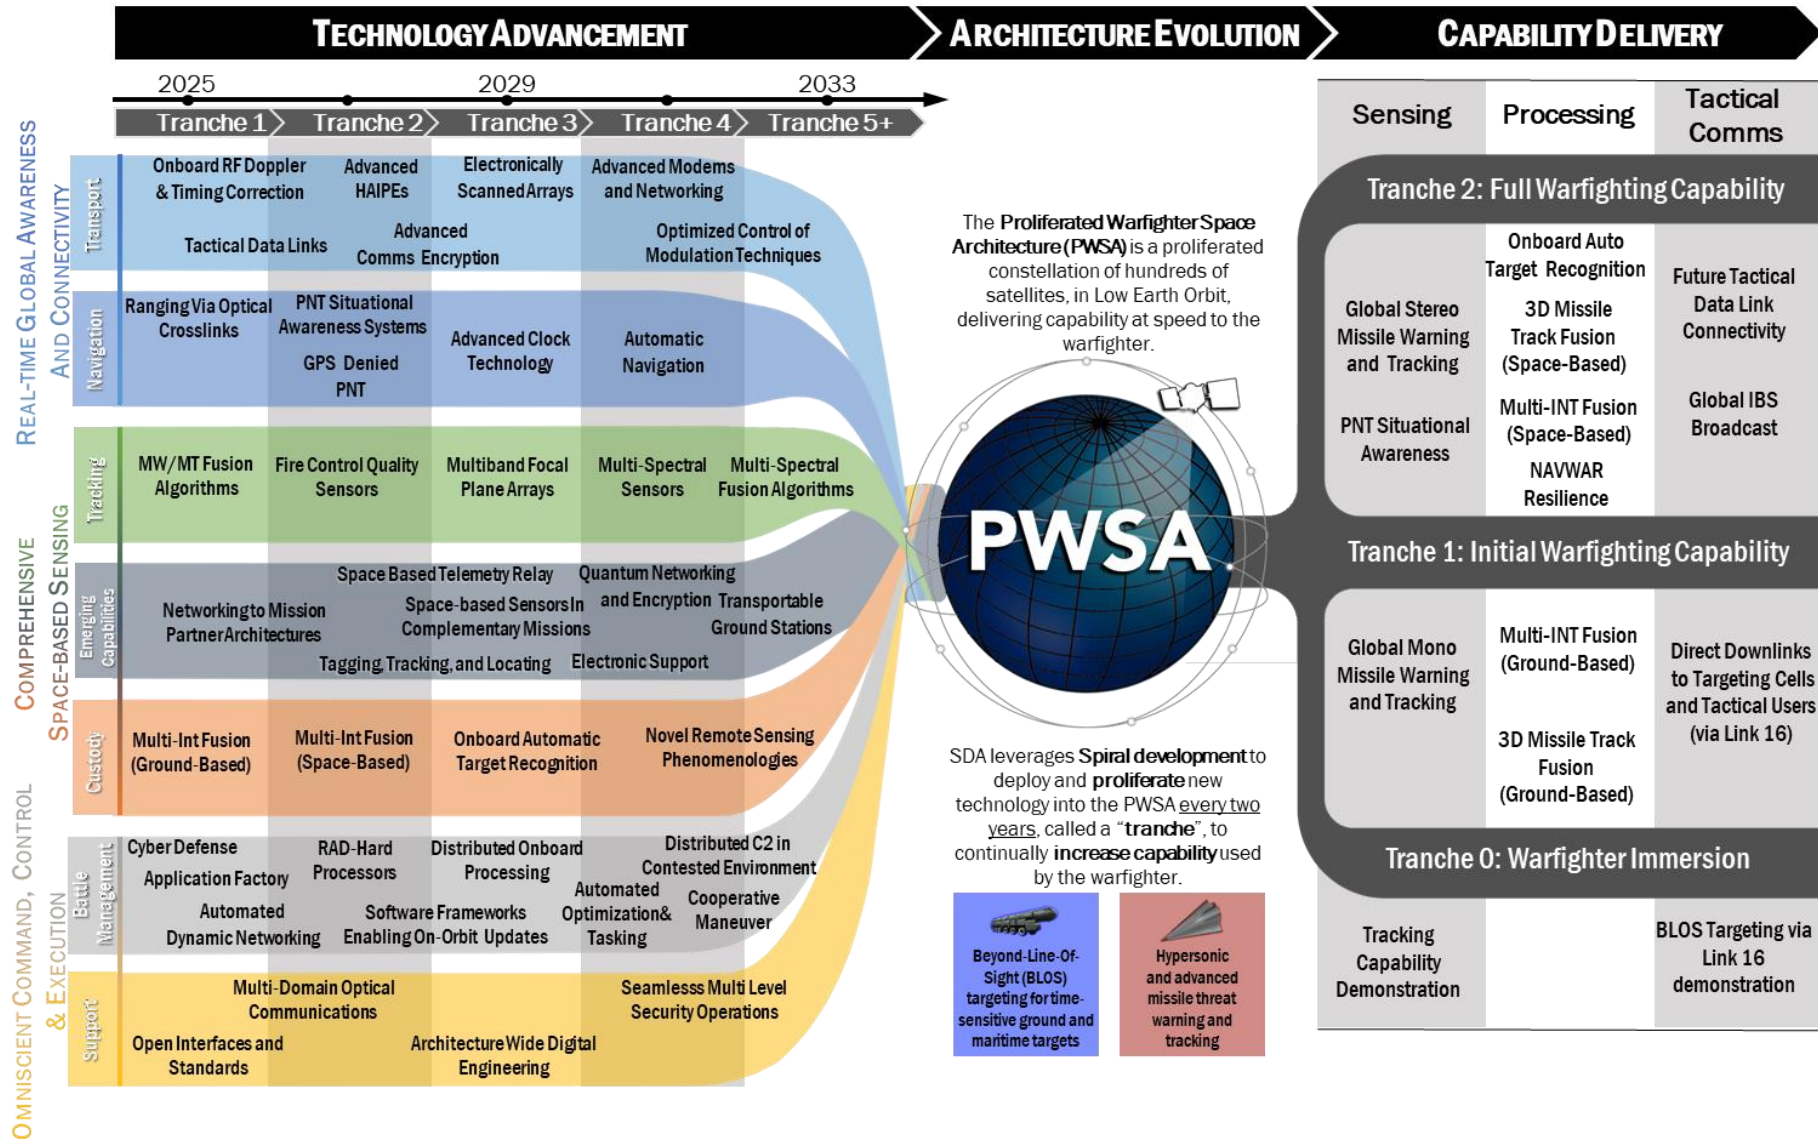 TECHNOLOGY ADVANCEMENT
ARCHITECTURE EVOLUTION
CAPABILITY DELIVERY
2025
2029
2033
Tranche 1
Tranche 2
Tranche 3
Tranche 4
Tranche 5+
REAL-TIME GLOBAL AWARENESS
AND CONNECTIVITY
Transport
Onboard RF Doppler
& Timing Correction
Advanced
HAIPEs
Electronically
Scanned Arrays
Advanced Modems
and Networking
Tactical Data Links
Advanced
Comms Encryption
Optimized Control of
Modulation Techniques
Navigation
Ranging Via Optical
Crosslinks
PNT Situational
Awareness Systems
GPS Denied
PNT
Advanced Clock
Technology
Automatic
Navigation
COMPREHENSIVE
SPACE-BASED SENSING
Tracking
MW/MT Fusion
Algorithms
Fire Control Quality
Sensors
Multiband Focal
Plane Arrays
Multi-Spectral
Sensors
Multi-Spectral
Fusion Algorithms
Emerging
Capabilities
Space Based Telemetry Relay
Quantum Networking
and Encryption
Networking to Mission
Partner Architectures
Space-based Sensors In
Complementary Missions
Transportable
Ground Stations
Tagging, Tracking, and Locating
Electronic Support
Custody
Multi-Int Fusion
(Ground-Based)
Multi-Int Fusion
(Space-Based)
Onboard Automatic
Target Recognition
Novel Remote Sensing
Phenomenologies
OMNISCIENT COMMAND, CONTROL
& EXECUTION
Battle
Management
Cyber Defense
Application Factory
Automated
Dynamic Networking
RAD-Hard
Processors
Distributed Onboard
Processing
Software Frameworks
Enabling On-Orbit Updates
Automated
Optimization&
Tasking
Distributed C2 in
Contested Environment
Cooperative
Maneuver
Support
Multi-Domain Optical
Communications
Seamlesss Multi Level
Security Operations
Open Interfaces and
Standards
Architecture Wide Digital
Engineering
The Proliferated Warfighter Space
Architecture (PWSA) is a proliferated
constellation of hundreds of
satellites, in Low Earth Orbit,
delivering capability at speed to the
warfighter.
PWSA
SDA leverages Spiral development to
deploy and proliferate new
technology into the PWSA every two
years, called a “tranche”, to
continually increase capability used
by the warfighter.
Beyond-Line-Of-
Sight (BLOS)
targeting for time-
sensitive ground and
maritime targets
Hypersonic
and advanced
missile threat
warning and
tracking
Sensing
Processing
Tactical
Comms
Tranche 2: Full Warfighting Capability
Global Stereo
Missile Warning
and Tracking
PNT Situational
Awareness
Onboard Auto
Target Recognition
3D Missile
Track Fusion
(Space-Based)
Multi-INT Fusion
(Space-Based)
NAVWAR
Resilience
Future Tactical
Data Link
Connectivity
Global IBS
Broadcast
Tranche 1: Initial Warfighting Capability
Global Mono
Missile Warning
and Tracking
Multi-INT Fusion
(Ground-Based)
3D Missile Track
Fusion
(Ground-Based)
Direct Downlinks
to Targeting Cells
and Tactical Users
(via Link 16)
Tranche 0: Warfighter Immersion
Tracking
Capability
Demonstration
BLOS Targeting via
Link 16
demonstration